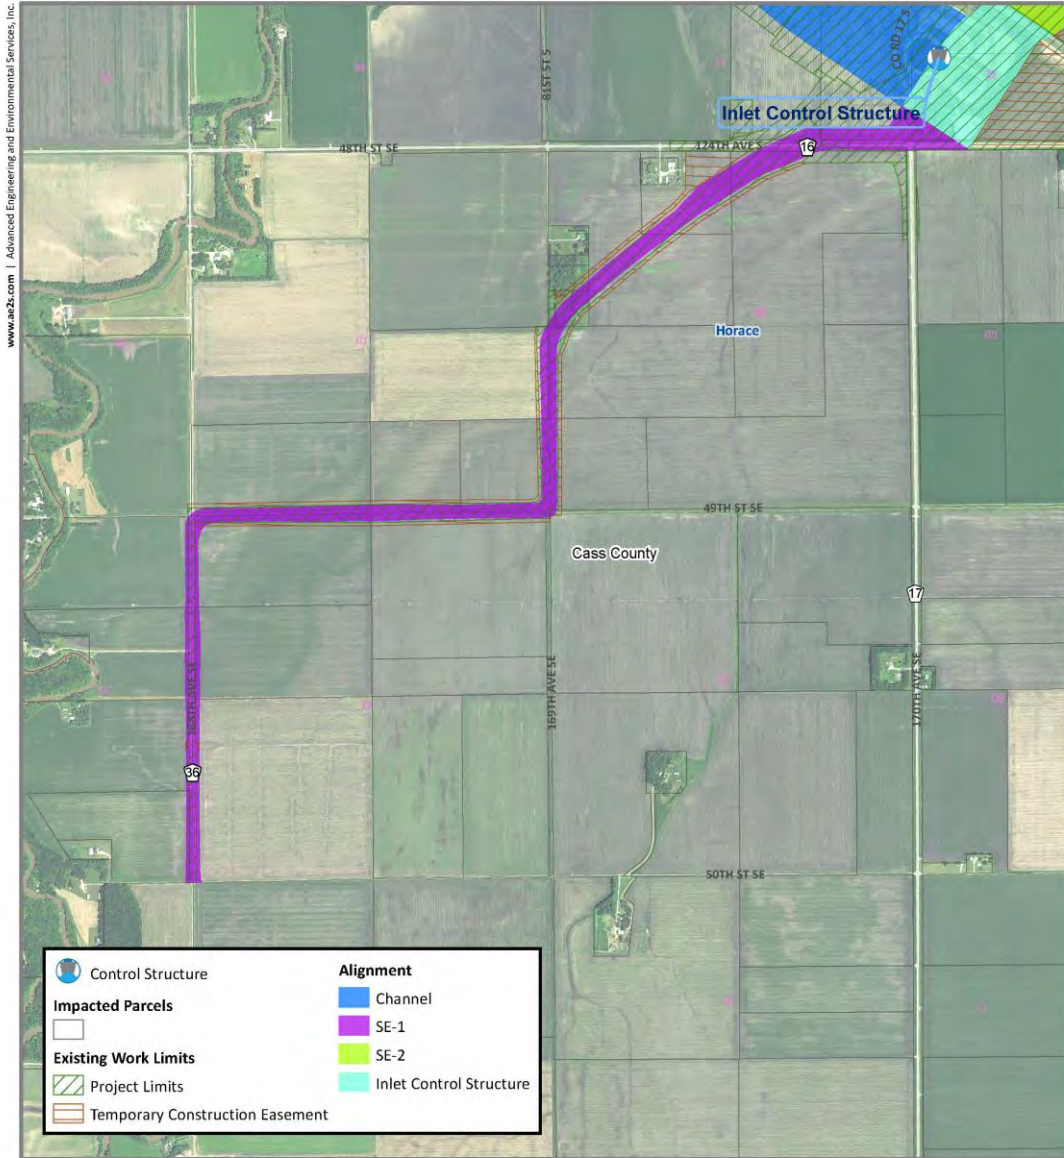 www.ae2s.com | Advanced Engineering and Environmental Services, Inc.
81ST ST S
CO RD 17 S
Inlet Control Structure
48TH ST SE
124TH AVE S
16
Horace
49TH ST SE
Cass County
17
168TH AVE SE
169TH AVE SE
170TH AVE SE
36
50TH ST SE
Control Structure
Impacted Parcels
Existing Work Limits
Project Limits
Temporary Construction Easement
Alignment
Channel
SE-1
SE-2
Inlet Control Structure